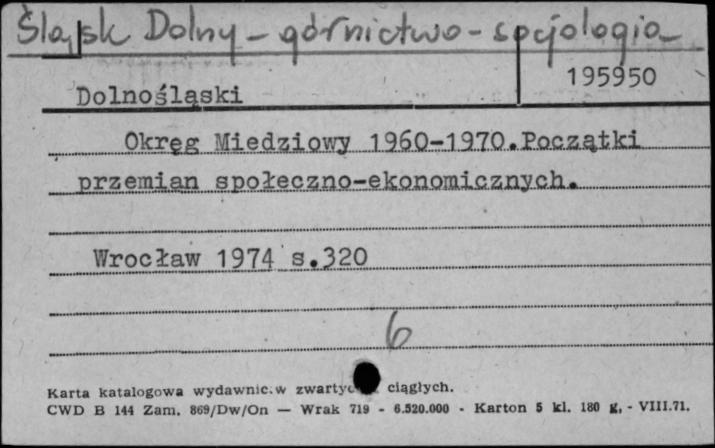 Śląsk Dolny - górnictwo - socjologia
195950
Dolnośląski
Okręg Miedziowy 1960-1970.Początki
przemian społeczno-ekonomicznych.
Wrocław 1974 s.320
6
Karta katalogowa wydawnic.w ciągłych.
CWD B 144 Zam. 869/Dw/On — Wrak 719 - 6.520.000 - Karton 5 kl. 180 g. - VIII.71.